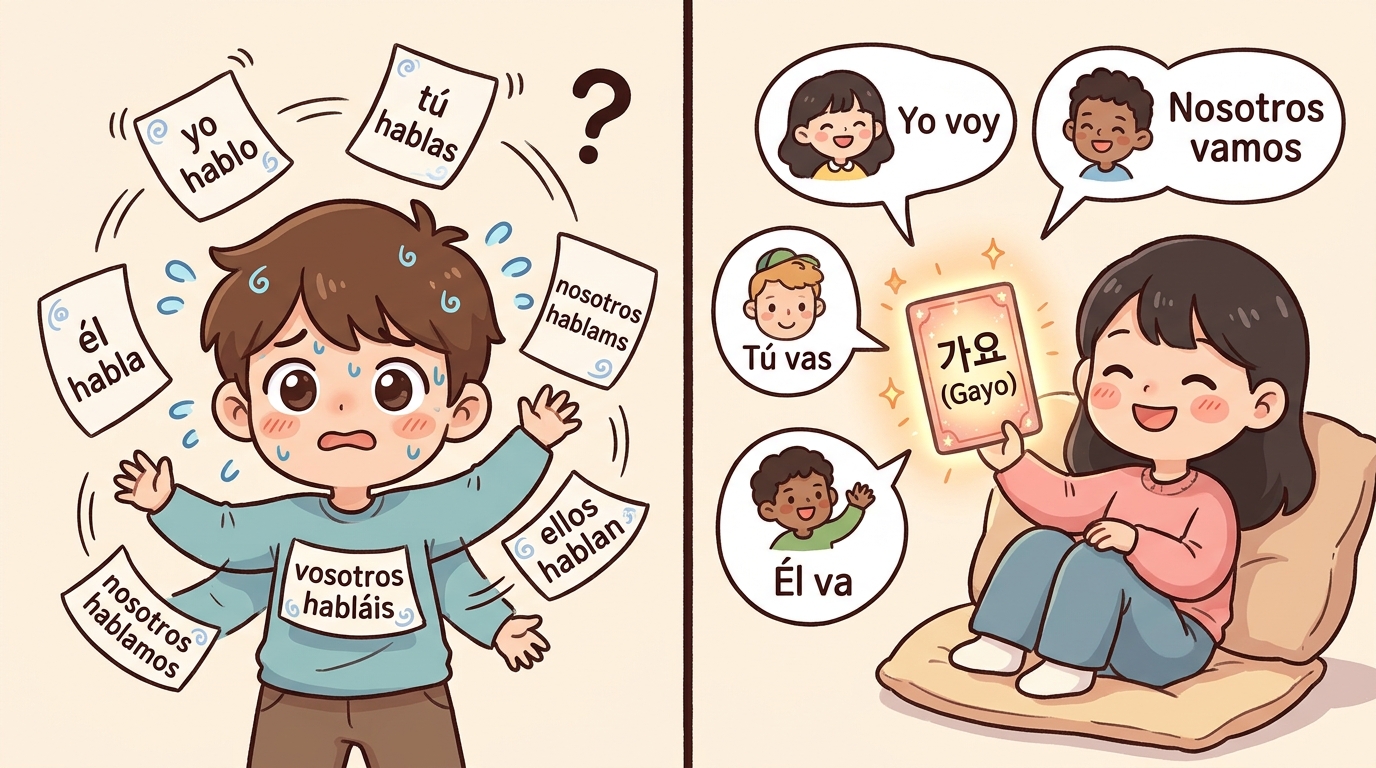 yo
hablo
tú
hablas
?
él
habla
nosotros
hablams
ellos
hablan
vosotros
habláis
nosotros
hablamos
Yo voy
Nosotros
vamos
Tú vas
가요
(Gayo)
Él va